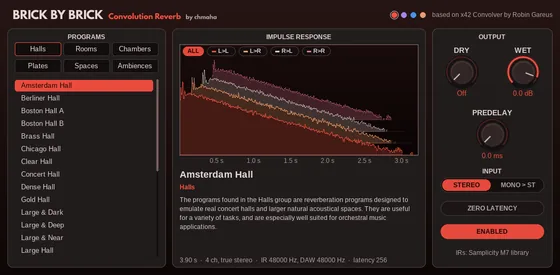 BRICK BY BRICK Convolution Reverb by chmaha
based on x42 Convolver by Robin Gareus
PROGRAMS
Halls Rooms Chambers
Plates Spaces Ambiences
Amsterdam Hall
Berliner Hall
Boston Hall A
Boston Hall B
Brass Hall
Chicago Hall
Clear Hall
Concert Hall
Dense Hall
Gold Hall
Large & Dark
Large & Deep
Large & Near
Large Hall
IMPULSE RESPONSE
ALL L>L L>R R>L R>R
0.5 s 1.0 s 1.5 s 2.0 s 2.5 s 3.0 s
Amsterdam Hall
Halls
The programs found in the Halls group are reverberation programs designed to
emulate real concert halls and larger natural acoustical spaces. They are useful
for a variety of tasks, and are especially well suited for orchestral music
applications.
3.90 s · 4 ch, true stereo · IR 48000 Hz, DAW 48000 Hz · latency 256
OUTPUT
DRY WET
Off 0.0 dB
PREDELAY
0.0 ms
INPUT
STEREO MONO > ST
ZERO LATENCY
ENABLED
IRs: Samplicity M7 library